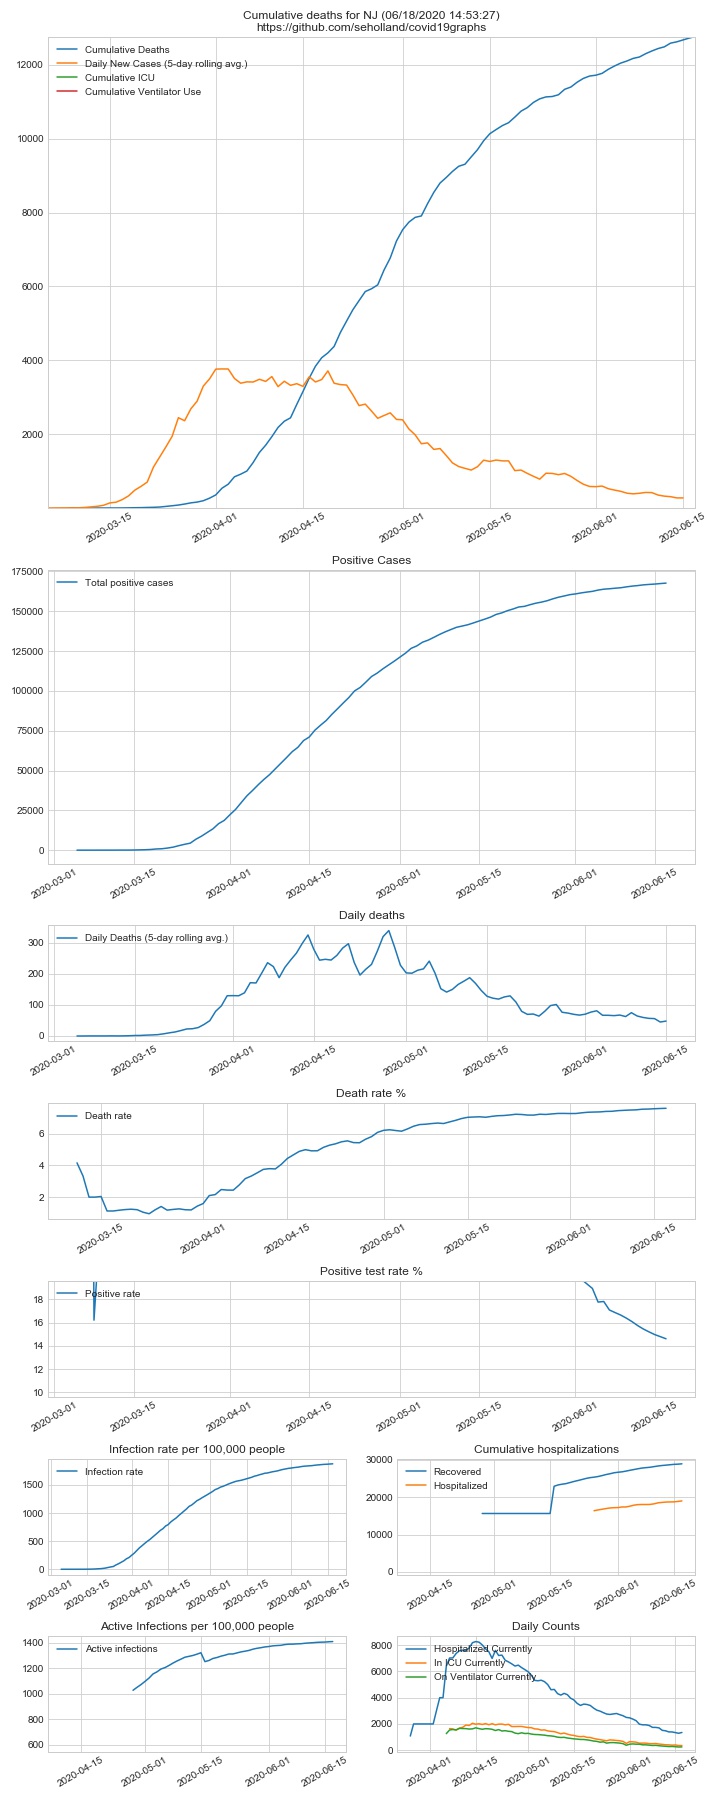 Cumulative deaths for NJ (06/18/2020 14:53:27)
https://github.com/seholland/covid19graphs
Cumulative Deaths
Daily New Cases (5-day rolling avg.)
Cumulative ICU
Cumulative Ventilator Use
12000
10000
8000
6000
4000
2000
2020-03-15 2020-04-01 2020-04-15 2020-05-01 2020-05-15 2020-06-01 2020-06-15
Positive Cases
Total positive cases
175000
150000
125000
100000
75000
50000
25000
0
2020-03-01 2020-03-15 2020-04-01 2020-04-15 2020-05-01 2020-05-15 2020-06-01 2020-06-15
Daily deaths
Daily Deaths (5-day rolling avg.)
300
200
100
0
2020-03-01 2020-03-15 2020-04-01 2020-04-15 2020-05-01 2020-05-15 2020-06-01 2020-06-15
Death rate %
Death rate
6
4
2
2020-03-15 2020-04-01 2020-04-15 2020-05-01 2020-05-15 2020-06-01 2020-06-15
Positive test rate %
Positive rate
18
16
14
12
10
2020-03-01 2020-03-15 2020-04-01 2020-04-15 2020-05-01 2020-05-15 2020-06-01 2020-06-15
Infection rate per 100,000 people
Infection rate
1500
1000
500
0
2020-03-01 2020-03-15 2020-04-01 2020-04-15 2020-05-01 2020-05-15 2020-06-01 2020-06-15
Cumulative hospitalizations
Recovered
Hospitalized
30000
20000
10000
0
2020-04-15 2020-05-01 2020-05-15 2020-06-01 2020-06-15
Active Infections per 100,000 people
Active infections
1400
1200
1000
800
600
2020-04-15 2020-05-01 2020-05-15 2020-06-01 2020-06-15
Daily Counts
Hospitalized Currently
In ICU Currently
On Ventilator Currently
8000
6000
4000
2000
0
2020-04-01 2020-04-15 2020-05-01 2020-05-15 2020-06-01 2020-06-15